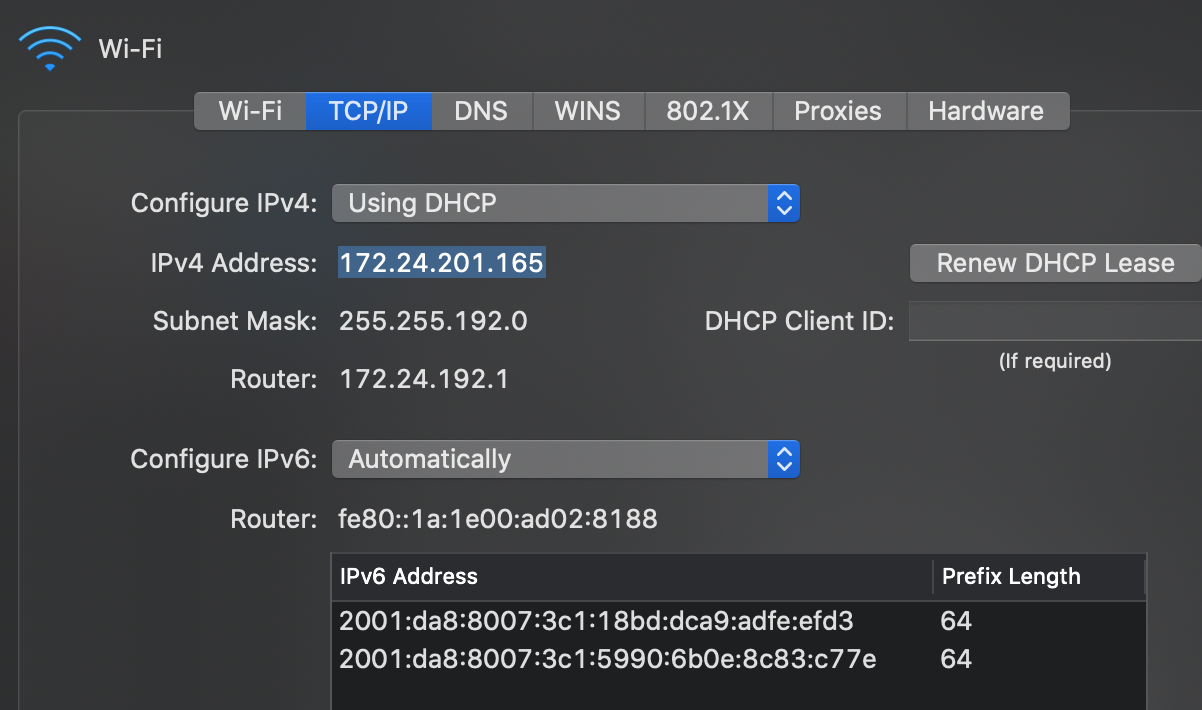 Wi-Fi
Wi-Fi TCP/IP DNS WINS 802.1X Proxies Hardware
Configure IPv4: Using DHCP
IPv4 Address: 172.24.201.165 Renew DHCP Lease
Subnet Mask: 255.255.192.0 DHCP Client ID:
(If required)
Router: 172.24.192.1
Configure IPv6: Automatically
Router: fe80::1a:1e00:ad02:8188
IPv6 Address Prefix Length
2001:da8:8007:3c1:18bd:dca9:adfe:efd3 64
2001:da8:8007:3c1:5990:6b0e:8c83:c77e 64